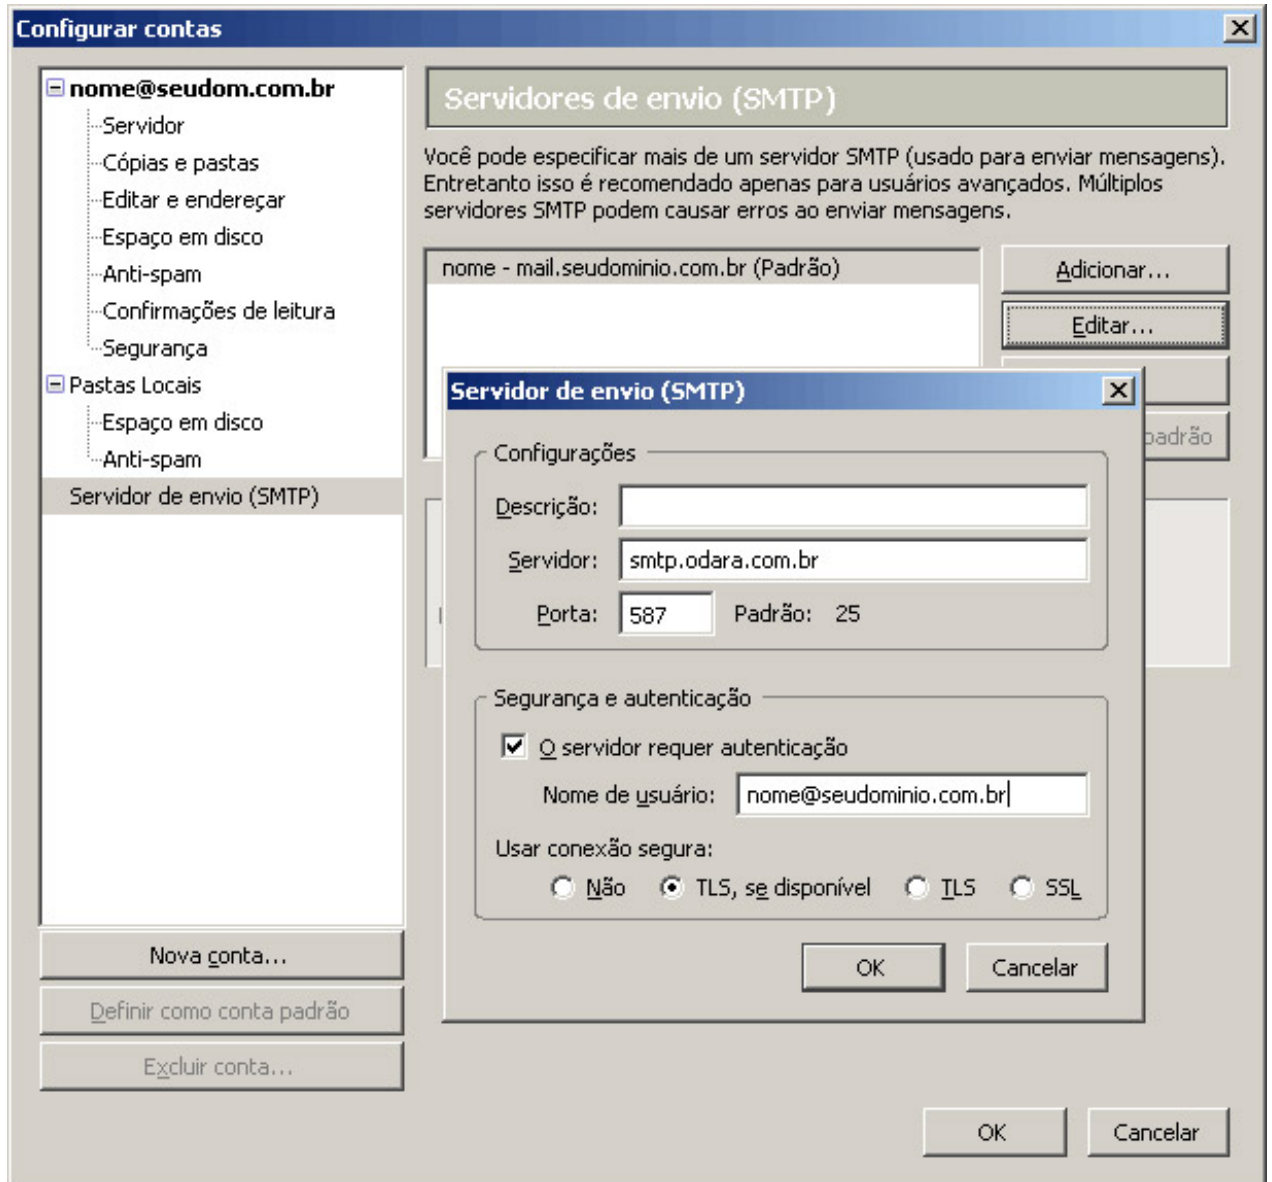 Configurar contas
nome@seudom.com.br
Servidor
Cópias e pastas
Editar e endereçar
Espaço em disco
Anti-spam
Confirmações de leitura
Segurança
Pastas Locais
Espaço em disco
Anti-spam
Servidor de envio (SMTP)
Nova conta...
Definir como conta padrão
Excluir conta...
Servidores de envio (SMTP)
Você pode especificar mais de um servidor SMTP (usado para enviar mensagens).
Entretanto isso é recomendado apenas para usuários avançados. Múltiplos
servidores SMTP podem causar erros ao enviar mensagens.
nome - mail.seudominio.com.br (Padrão)
Adicionar...
Editar...
padrão
Servidor de envio (SMTP)
Configurações
Descrição:
Servidor: smtp.odara.com.br
Porta: 587 Padrão: 25
Segurança e autenticação
O servidor requer autenticação
Nome de usuário: nome@seudominio.com.br
Usar conexão segura:
Não TLS, se disponível TLS SSL
OK Cancelar
OK Cancelar